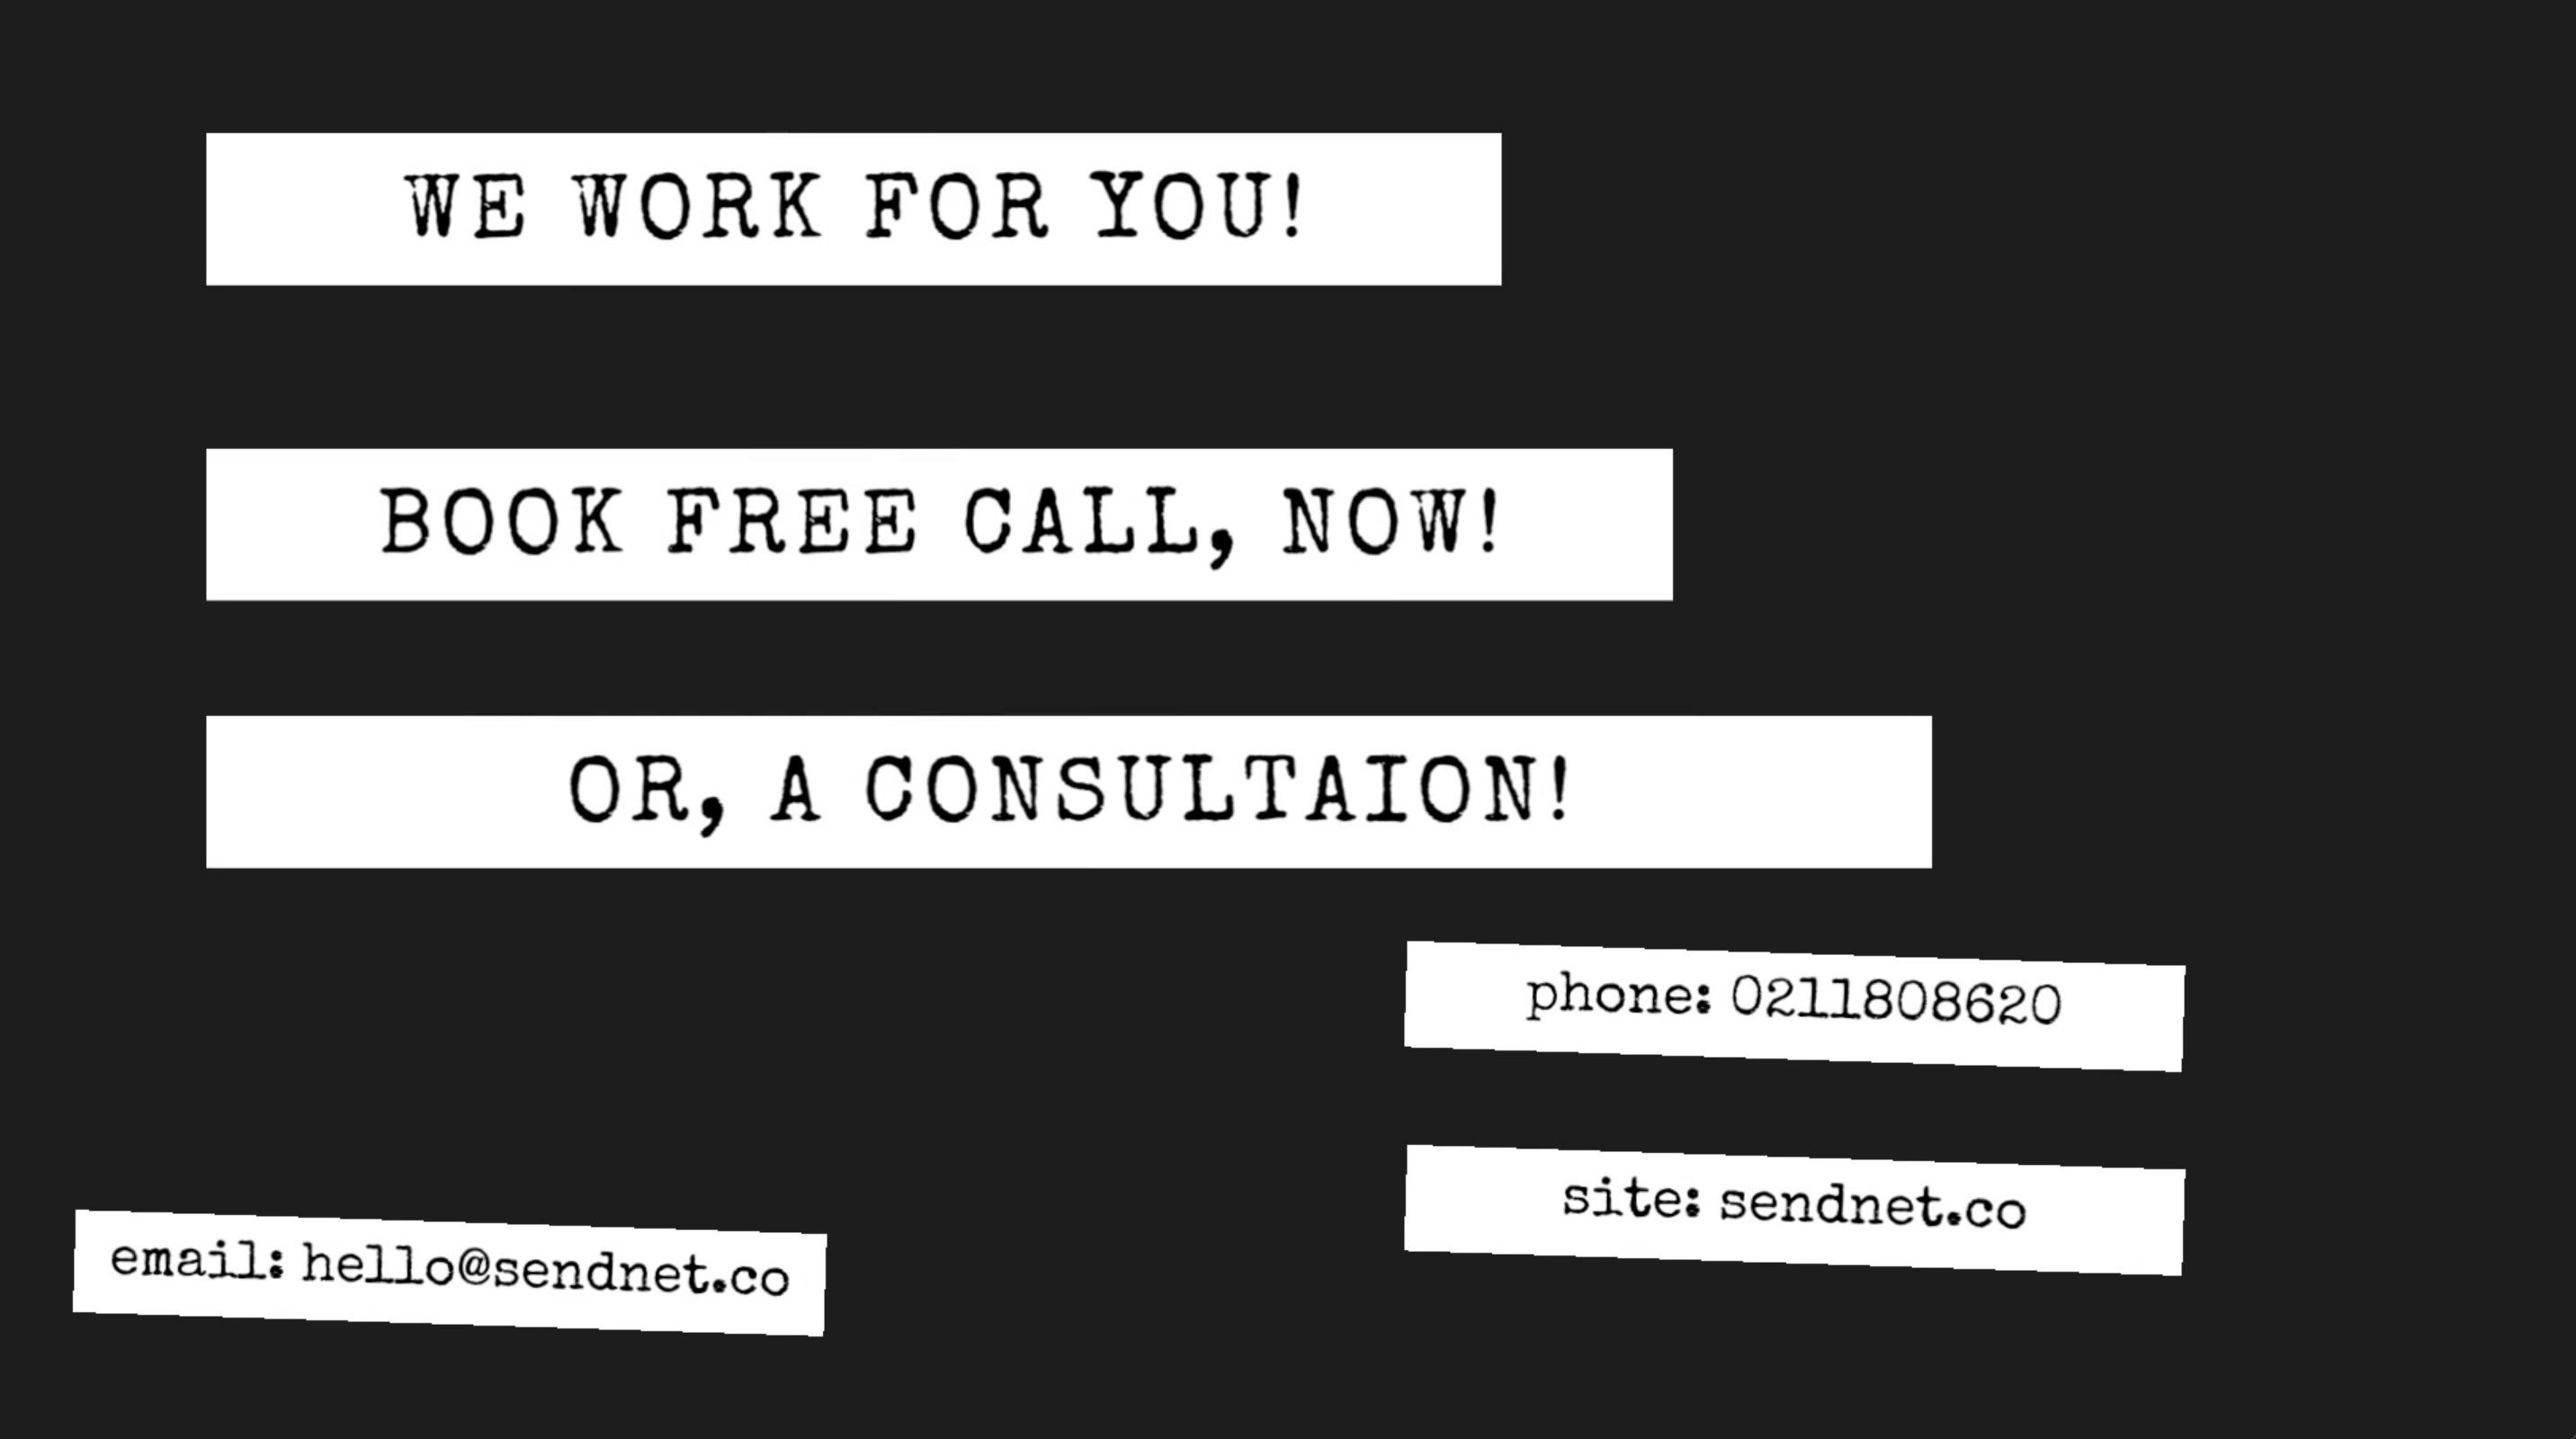 WE WORK FOR YOU!
BOOK FREE CALL, NOW!
OR, A CONSULTAION!
phone: 0211808620
site: sendnet.co
email: hello@sendnet.co